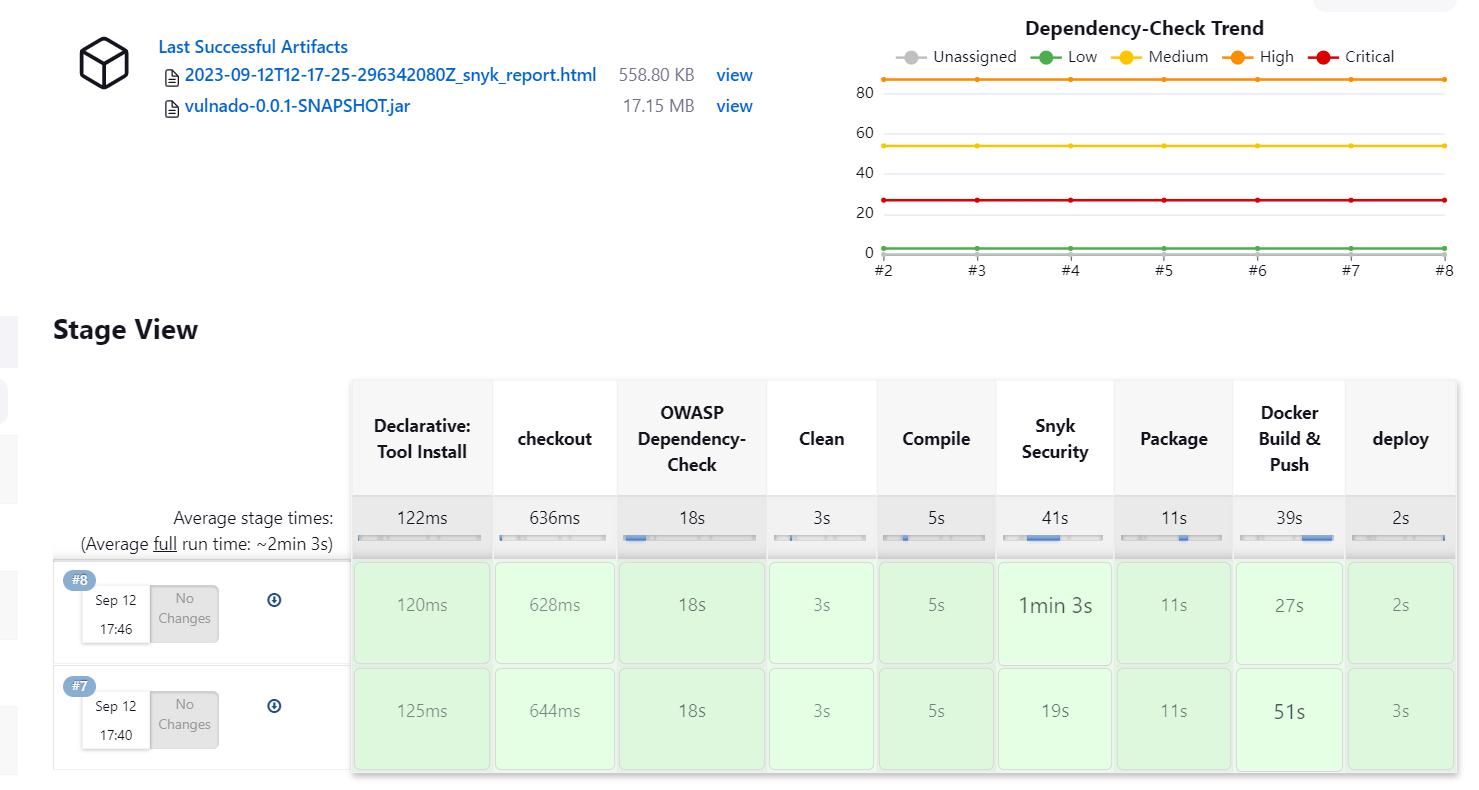 Last Successful Artifacts
2023-09-12T12-17-25-296342080Z_snyk_report.html 558.80 KB view
vulnado-0.0.1-SNAPSHOT.jar 17.15 MB view
Dependency-Check Trend
Unassigned Low Medium High Critical
80
60
40
20
0
#2 #3 #4 #5 #6 #7 #8
Stage View
Declarative:
Tool Install
checkout
OWASP
Dependency-
Check
Clean
Compile
Snyk
Security
Package
Docker
Build &
Push
deploy
Average stage times:
(Average full run time: ~2min 3s)
122ms 636ms 18s 3s 5s 41s 11s 39s 2s
#8
Sep 12
17:46
No
Changes
120ms 628ms 18s 3s 5s 1min 3s 11s 27s 2s
#7
Sep 12
17:40
No
Changes
125ms 644ms 18s 3s 5s 19s 11s 51s 3s